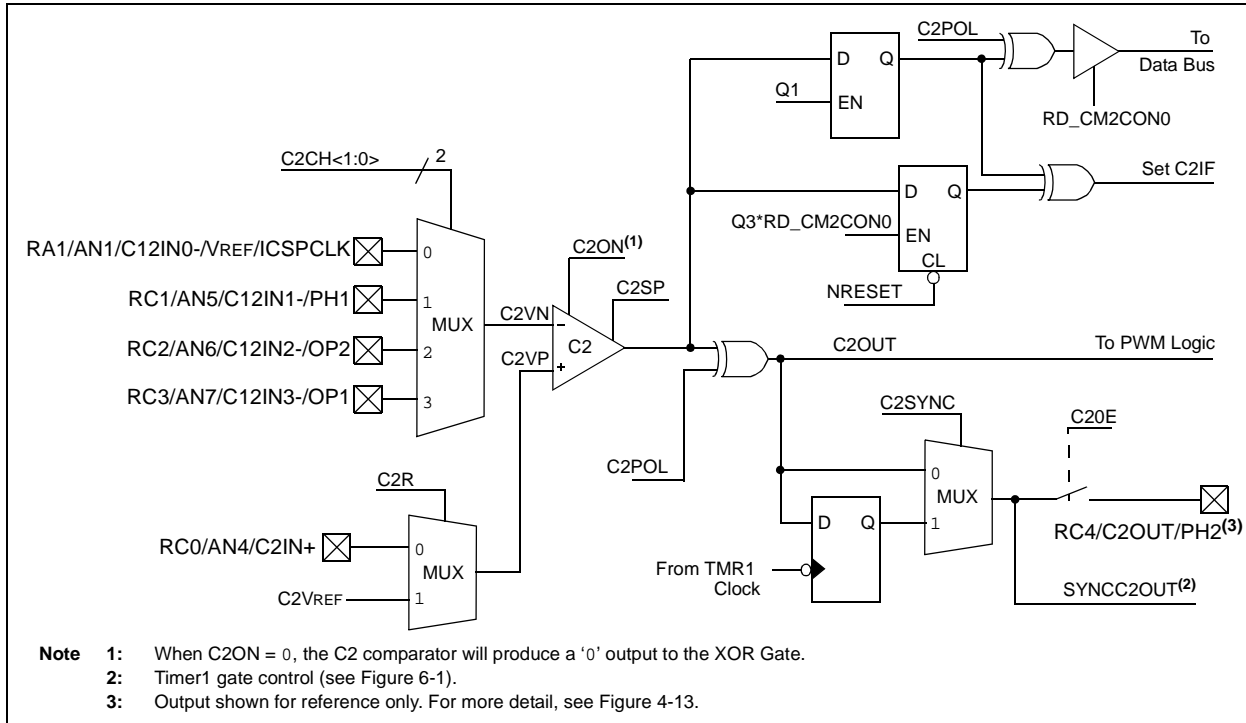 C2POL
To
Data Bus
D Q
Q1
EN
RD_CM2CON0
C2CH<1:0>
2
Set C2IF
D Q
Q3*RD_CM2CON0
EN
CL
NRESET
RA1/AN1/C12IN0-/VREF/ICSPCLK
0
C2ON(1)
C2SP
RC1/AN5/C12IN1-/PH1
1
MUX
C2VN
–
C2
RC2/AN6/C12IN2-/OP2
2
C2VP
+
C2OUT
To PWM Logic
RC3/AN7/C12IN3-/OP1
3
C2SYNC
C20E
C2POL
0
MUX
1
C2R
D Q
RC4/C2OUT/PH2(3)
RC0/AN4/C2IN+
0
MUX
From TMR1
Clock
C2VREF
1
SYNCC2OUT(2)
Note 1: When C2ON = 0, the C2 comparator will produce a ‘0’ output to the XOR Gate.
2: Timer1 gate control (see Figure 6-1).
3: Output shown for reference only. For more detail, see Figure 4-13.